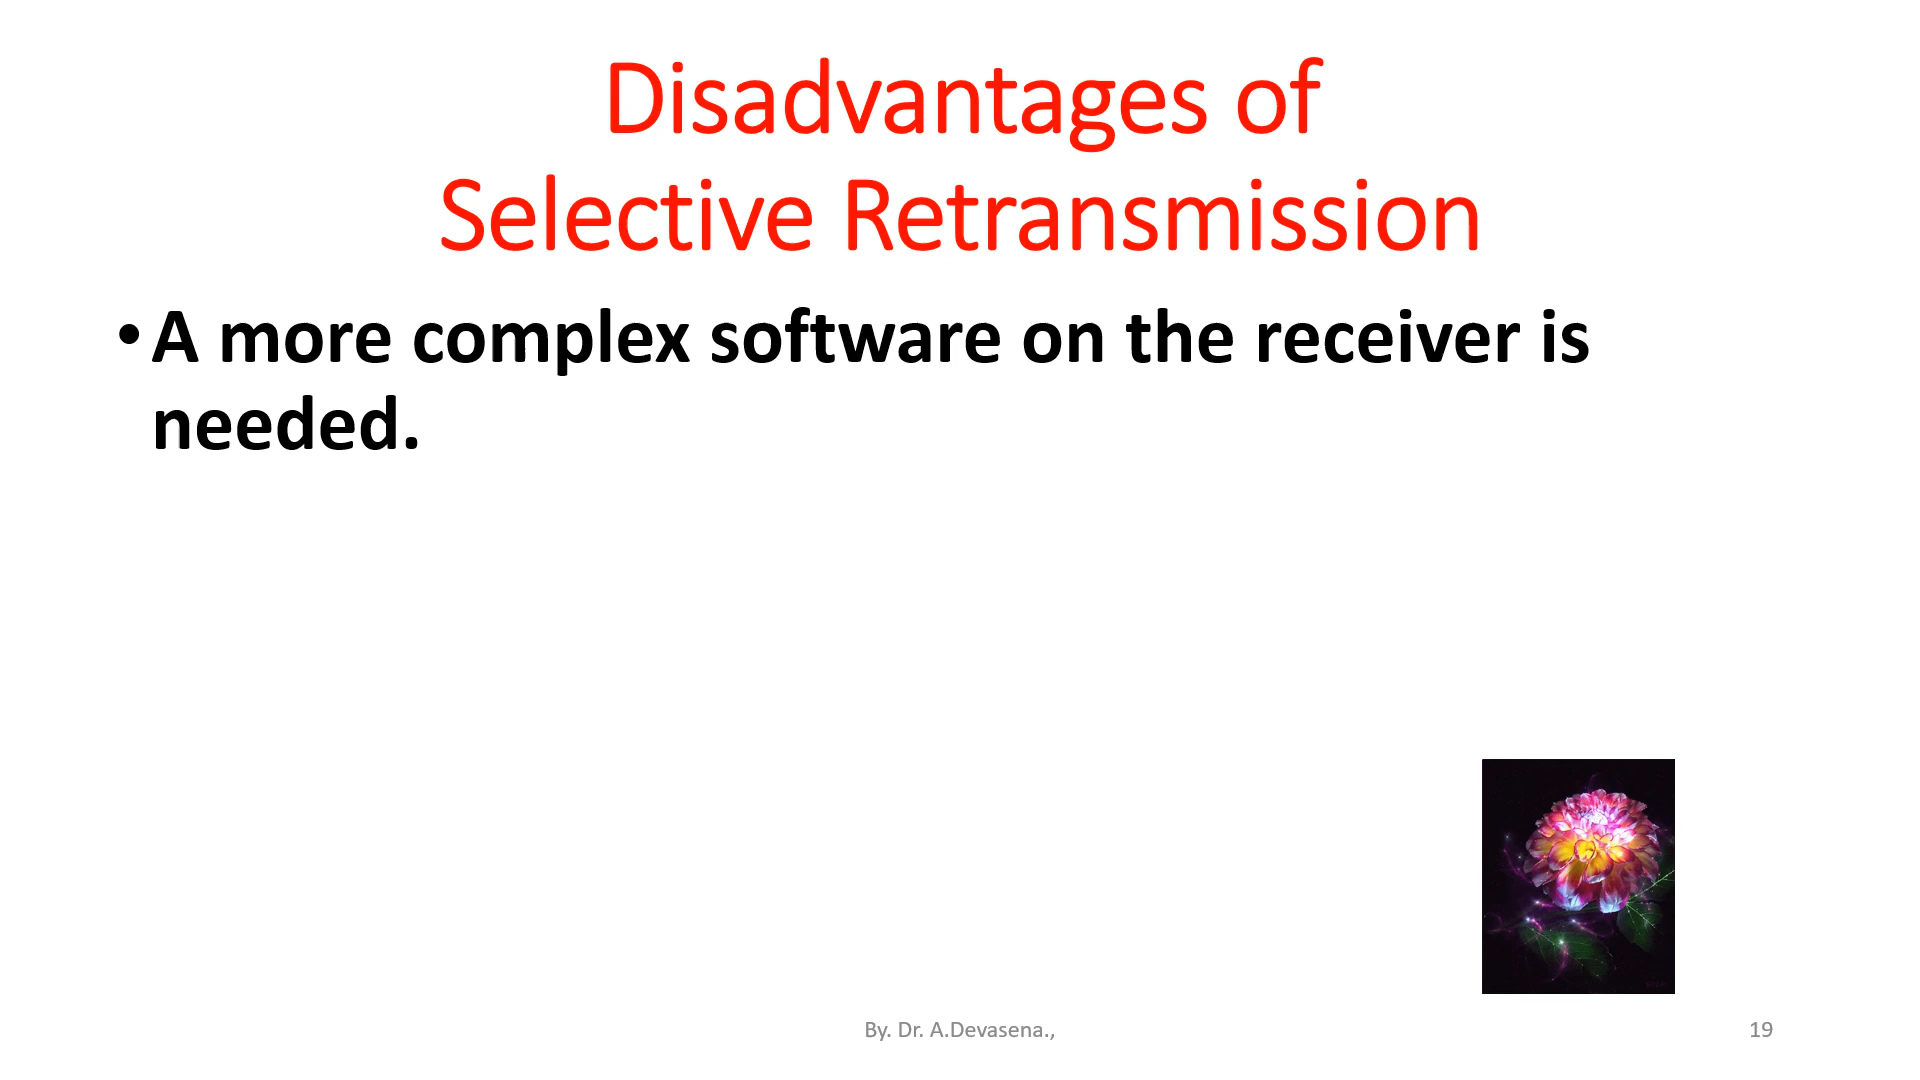 Disadvantages of
Selective Retransmission
•A more complex software on the receiver is
needed.
By. Dr. A.Devasena.,
19